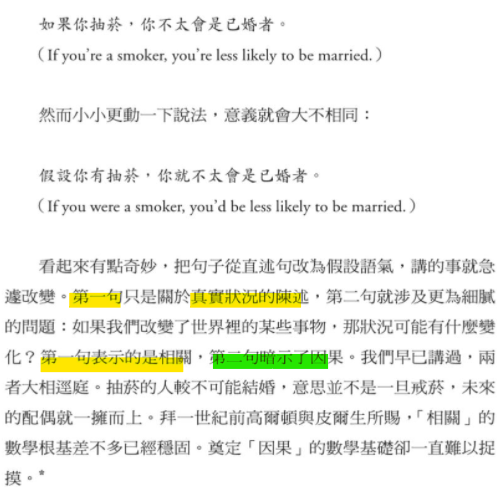 如果你抽菸，你不太會是已婚者。
（If you're a smoker, you're less likely to be married.）
然而小小更動一下說法，意義就會大不相同：
假設你有抽菸，你就不太會是已婚者。
（If you were a smoker, you'd be less likely to be married.）
看起來有點奇妙，把句子從直述句改為假設語氣，講的事就急
遽改變。第一句只是關於真實狀況的陳述，第二句就涉及更為細膩
的問題：如果我們改變了世界裡的某些事物，那狀況可能有什麼變
化？第一句表示的是相關，第二句暗示了因果。我們早已講過，兩
者大相逕庭。抽菸的人較不可能結婚，意思並不是一旦戒菸，未來
的配偶就一擁而上。拜一世紀前高爾頓與皮爾生所賜，「相關」的
數學根基差不多已經穩固。奠定「因果」的數學基礎卻一直難以捉
摸。*